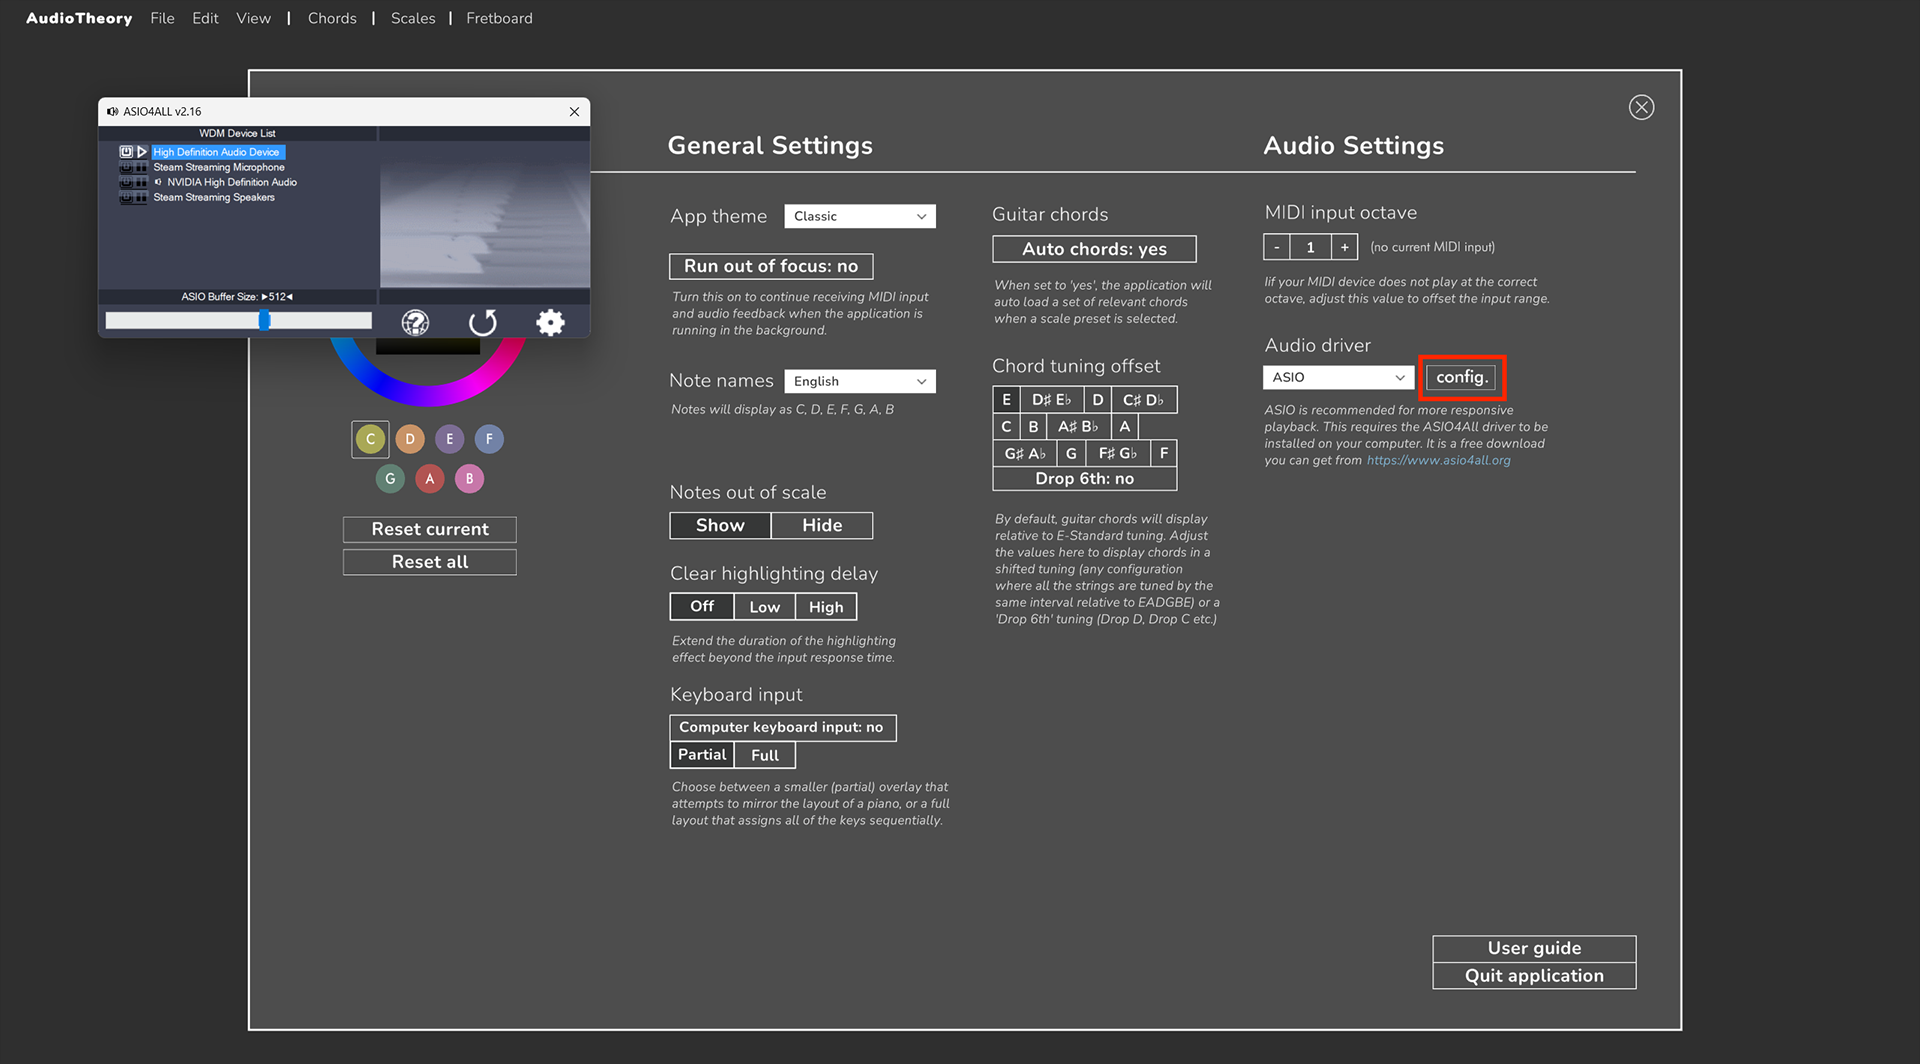 AudioTheory File Edit View | Chords | Scales | Fretboard
ASIO4ALL v2.16
WDM Device List
High Definition Audio Device
Steam Streaming Microphone
NVIDIA High Definition Audio
Steam Streaming Speakers
ASIO Buffer Size: ▶512◀
C D E F
G A B
Reset current
Reset all
General Settings
App theme Classic
Run out of focus: no
Turn this on to continue receiving MIDI input
and audio feedback when the application is
running in the background.
Note names English
Notes will display as C, D, E, F, G, A, B
Notes out of scale
Show Hide
Clear highlighting delay
Off Low High
Extend the duration of the highlighting
effect beyond the input response time.
Keyboard input
Computer keyboard input: no
Partial Full
Choose between a smaller (partial) overlay that
attempts to mirror the layout of a piano, or a full
layout that assigns all of the keys sequentially.
Guitar chords
Auto chords: yes
When set to 'yes', the application will
auto load a set of relevant chords
when a scale preset is selected.
Chord tuning offset
E D♯ E♭ D C♯ D♭
C B A♯ B♭ A
G♯ A♭ G F♯ G♭ F
Drop 6th: no
By default, guitar chords will display
relative to E-Standard tuning. Adjust
the values here to display chords in a
shifted tuning (any configuration
where all the strings are tuned by the
same interval relative to EADGBE) or a
'Drop 6th' tuning (Drop D, Drop C etc.)
Audio Settings
MIDI input octave
- 1 + (no current MIDI input)
Iif your MIDI device does not play at the correct
octave, adjust this value to offset the input range.
Audio driver
ASIO config.
ASIO is recommended for more responsive
playback. This requires the ASIO4All driver to be
installed on your computer. It is a free download
you can get from https://www.asio4all.org
User guide
Quit application